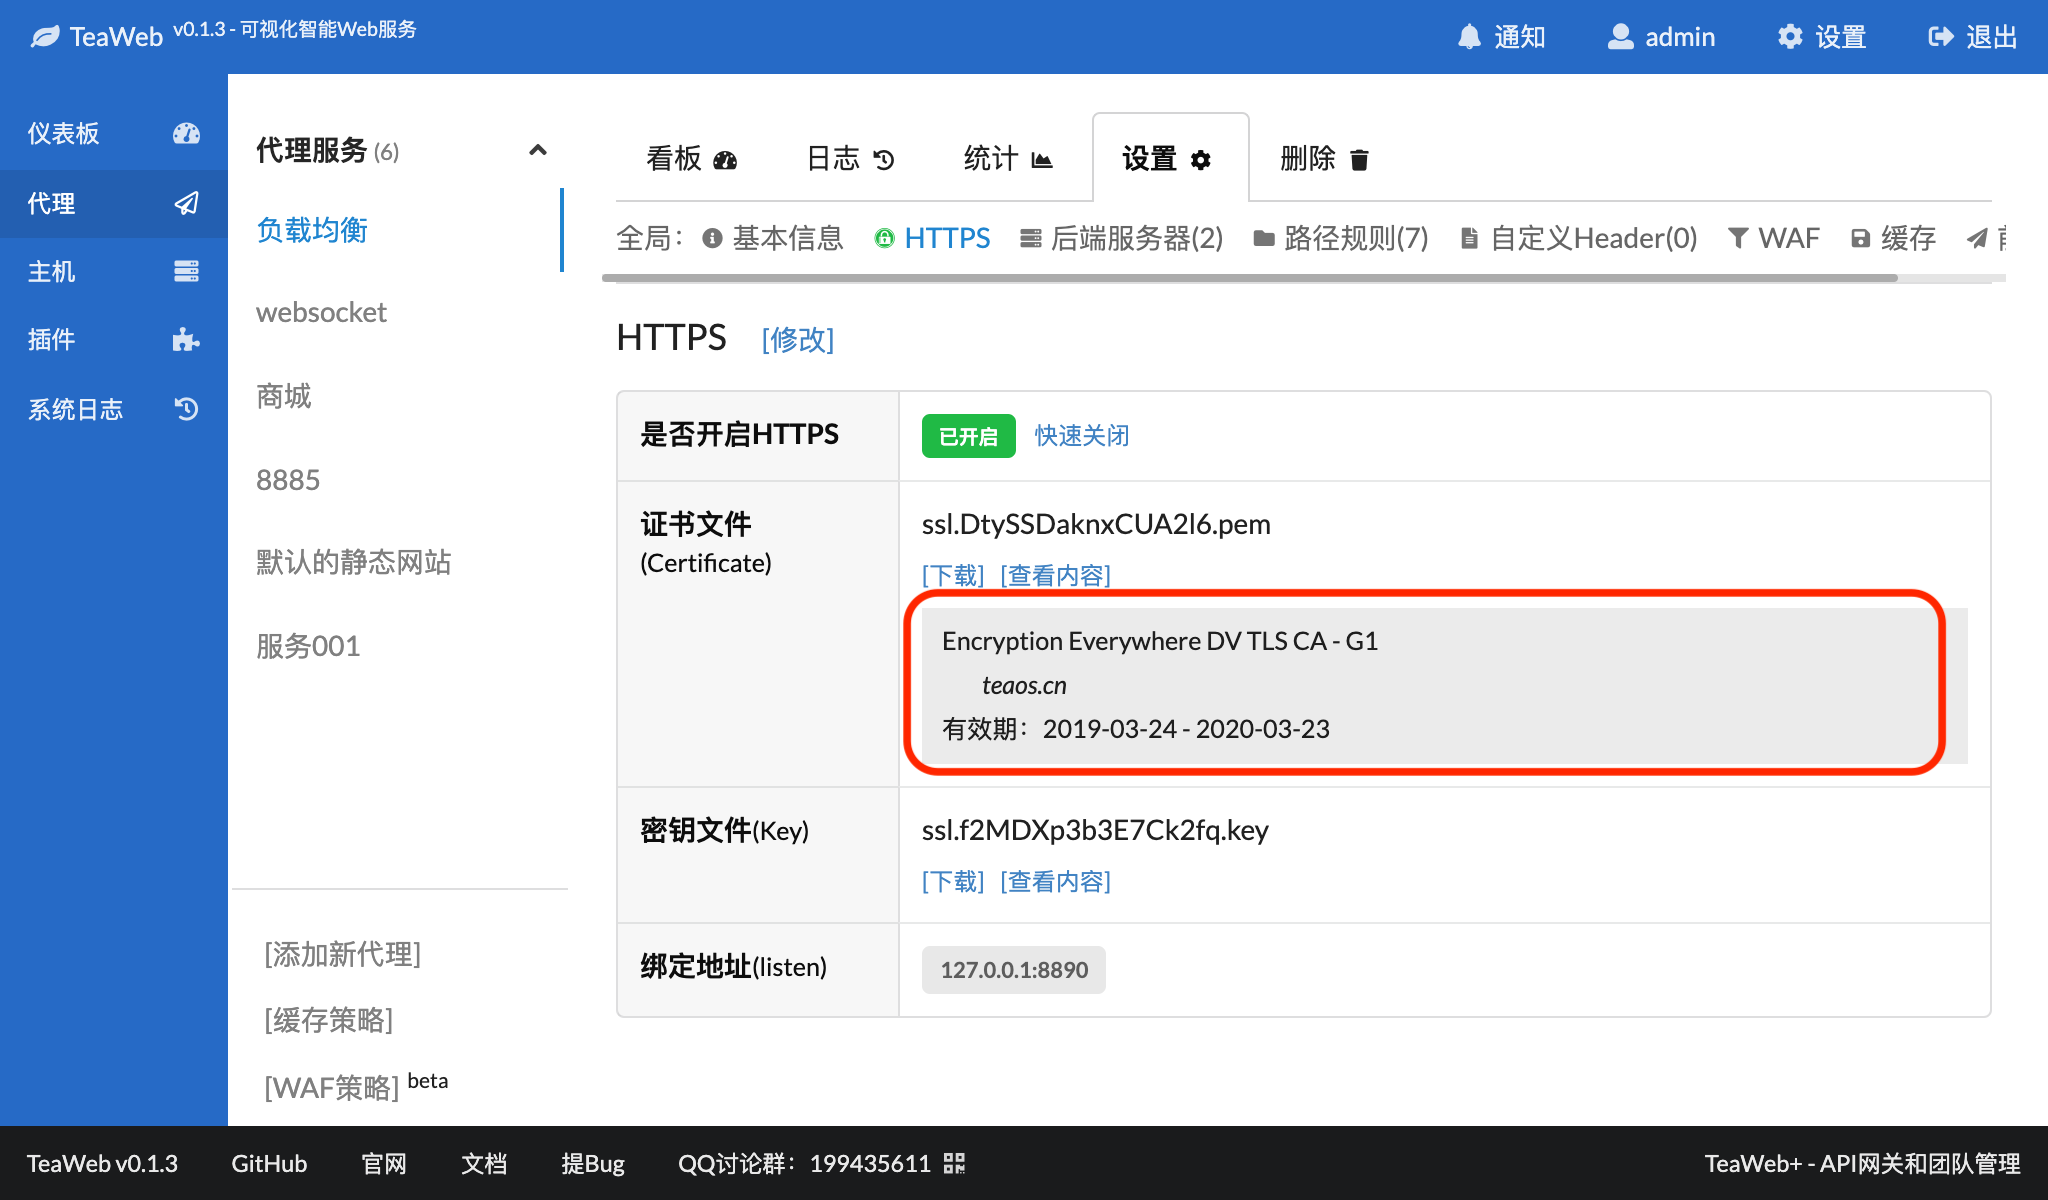 TeaWeb v0.1.3 - 可视化智能Web服务
通知 admin 设置 退出
仪表板
代理
主机
插件
系统日志
代理服务 (6)
负载均衡
websocket
商城
8885
默认的静态网站
服务001
[添加新代理]
[缓存策略]
[WAF策略] beta
看板 日志 统计 设置 删除
全局： 基本信息 HTTPS 后端服务器(2) 路径规则(7) 自定义Header(0) WAF 缓存
HTTPS [修改]
是否开启HTTPS 已开启 快速关闭
证书文件 ssl.DtySSDaknxCUA2l6.pem
(Certificate)
[下载] [查看内容]
Encryption Everywhere DV TLS CA - G1
teaos.cn
有效期：2019-03-24 - 2020-03-23
密钥文件(Key) ssl.f2MDXp3b3E7Ck2fq.key
[下载] [查看内容]
绑定地址(listen) 127.0.0.1:8890
TeaWeb v0.1.3 GitHub 官网 文档 提Bug QQ讨论群：199435611 TeaWeb+ - API网关和团队管理